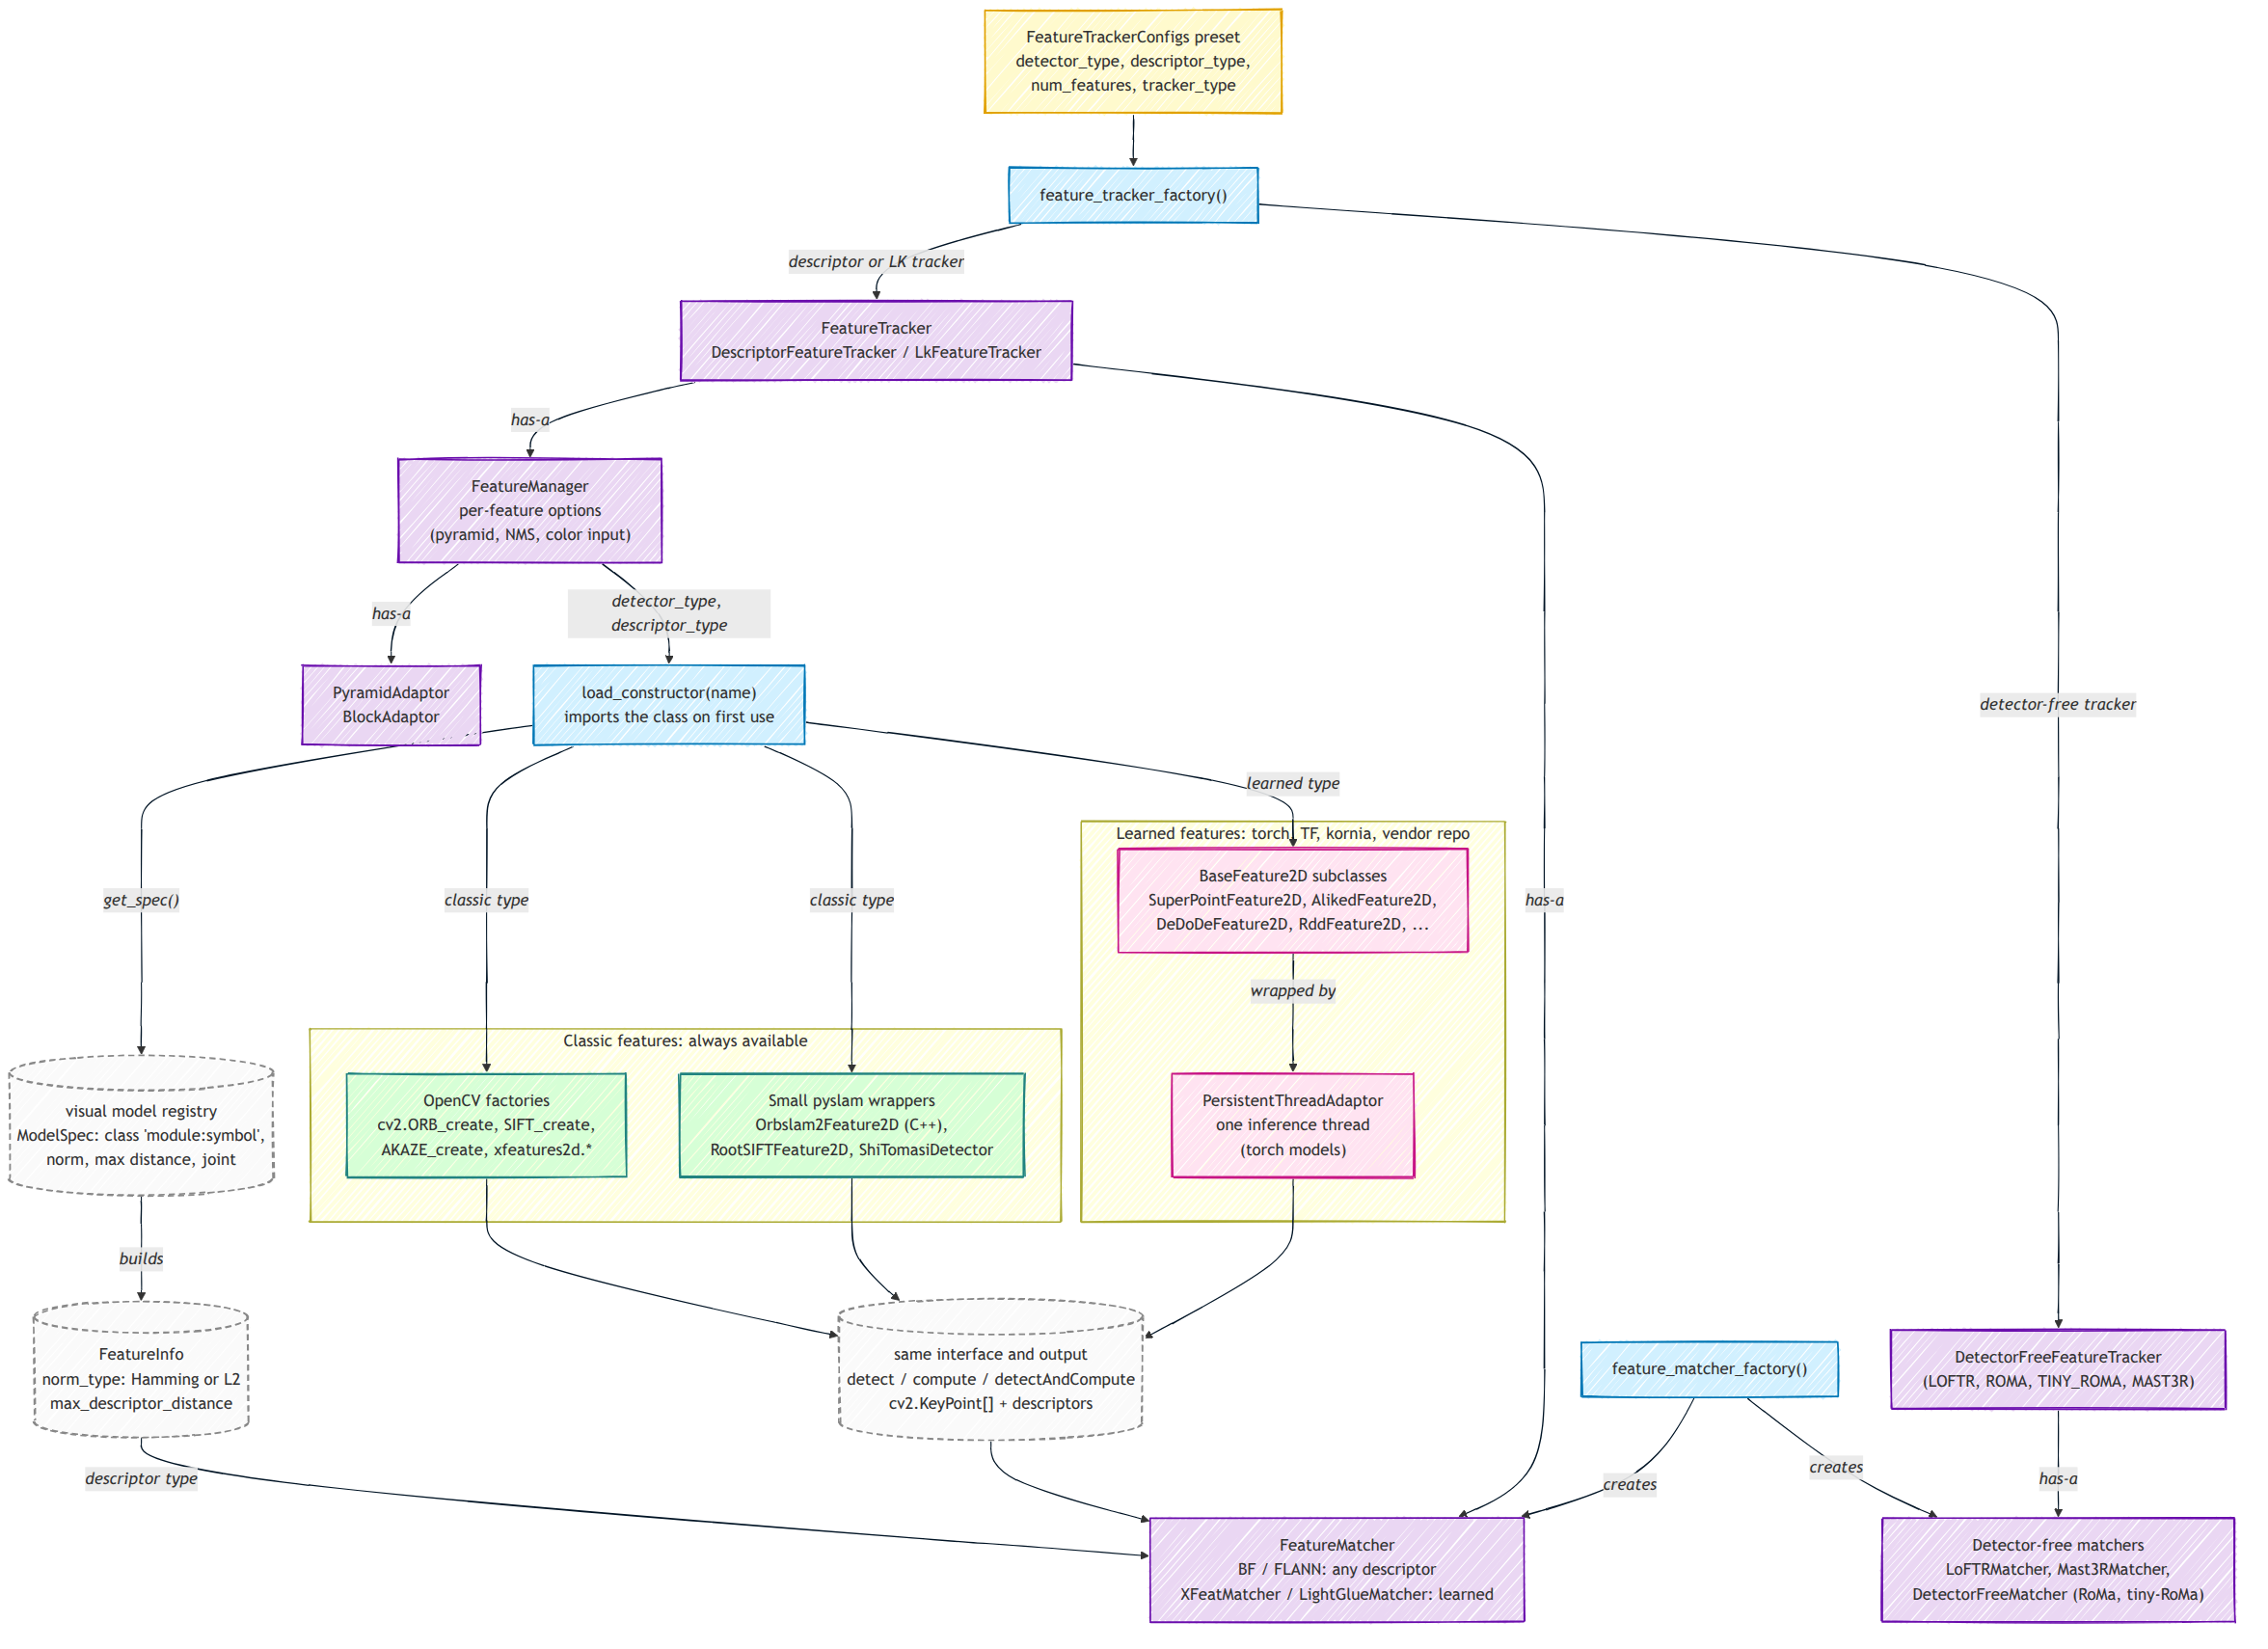 FeatureTrackerConfigs preset
detector_type, descriptor_type,
num_features, tracker_type
feature_tracker_factory()
descriptor or LK tracker
FeatureTracker
DescriptorFeatureTracker / LkFeatureTracker
has-a
FeatureManager
per-feature options
(pyramid, NMS, color input)
has-a
detector_type,
descriptor_type
PyramidAdaptor
BlockAdaptor
load_constructor(name)
imports the class on first use
detector-free tracker
learned type
Learned features: torch, TF, kornia, vendor repo
BaseFeature2D subclasses
SuperPointFeature2D, AlikedFeature2D,
DeDoDeFeature2D, RddFeature2D, ...
get_spec()
classic type
classic type
has-a
wrapped by
Classic features: always available
visual model registry
ModelSpec: class 'module:symbol',
norm, max distance, joint
OpenCV factories
cv2.ORB_create, SIFT_create,
AKAZE_create, xfeatures2d.*
Small pyslam wrappers
Orbslam2Feature2D (C++),
RootSIFTFeature2D, ShiTomasiDetector
PersistentThreadAdaptor
one inference thread
(torch models)
builds
FeatureInfo
norm_type: Hamming or L2
max_descriptor_distance
same interface and output
detect / compute / detectAndCompute
cv2.KeyPoint[] + descriptors
feature_matcher_factory()
DetectorFreeFeatureTracker
(LOFTR, ROMA, TINY_ROMA, MAST3R)
descriptor type
creates
creates
has-a
FeatureMatcher
BF / FLANN: any descriptor
XFeatMatcher / LightGlueMatcher: learned
Detector-free matchers
LoFTRMatcher, Mast3RMatcher,
DetectorFreeMatcher (RoMa, tiny-RoMa)